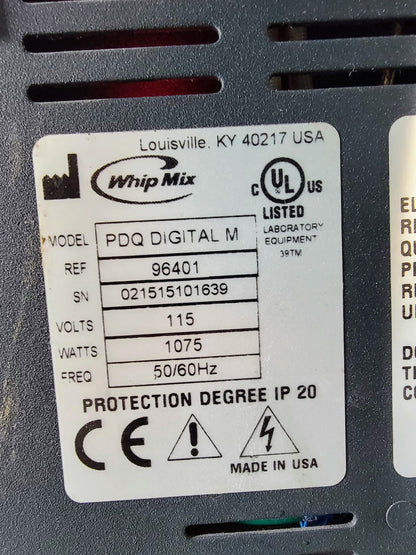 Louisville, KY 40217 USA
Whip Mix
C UL US
LISTED
LABORATORY
EQUIPMENT
39TM
MODEL PDQ DIGITAL M
REF 96401
SN 021515101639
VOLTS 115
WATTS 1075
FREQ 50/60Hz
PROTECTION DEGREE IP 20
CE
MADE IN USA